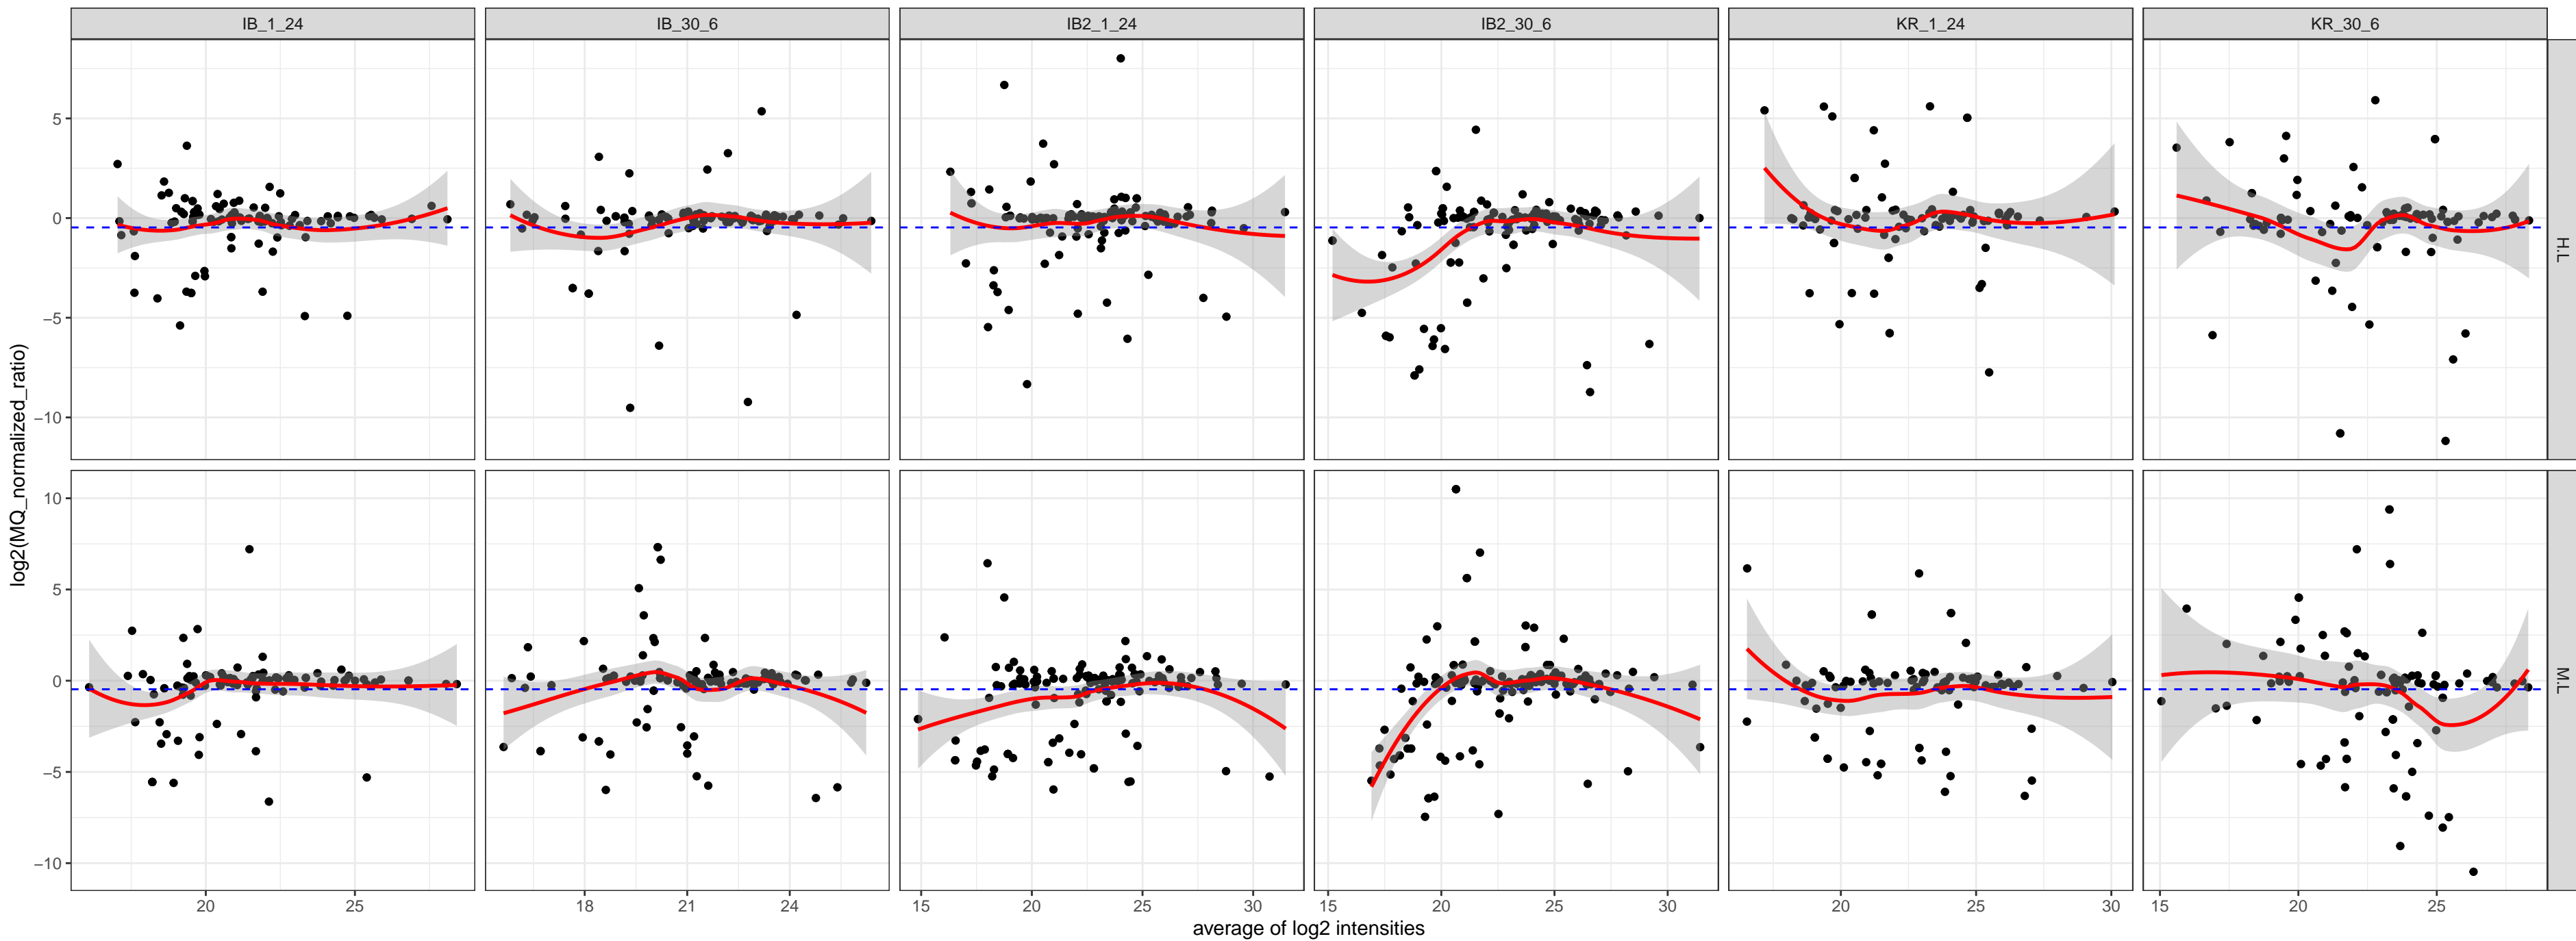 IB_1_24 IB_30_6 IB2_1_24 IB2_30_6 KR_1_24 KR_30_6
5
0
−5
−10
H.L
log2(MQ_normalized_ratio)
10
5
0
−5
−10
M.L
20 25 18 21 24 15 20 25 30 15 20 25 30 20 25 30 15 20 25
average of log2 intensities